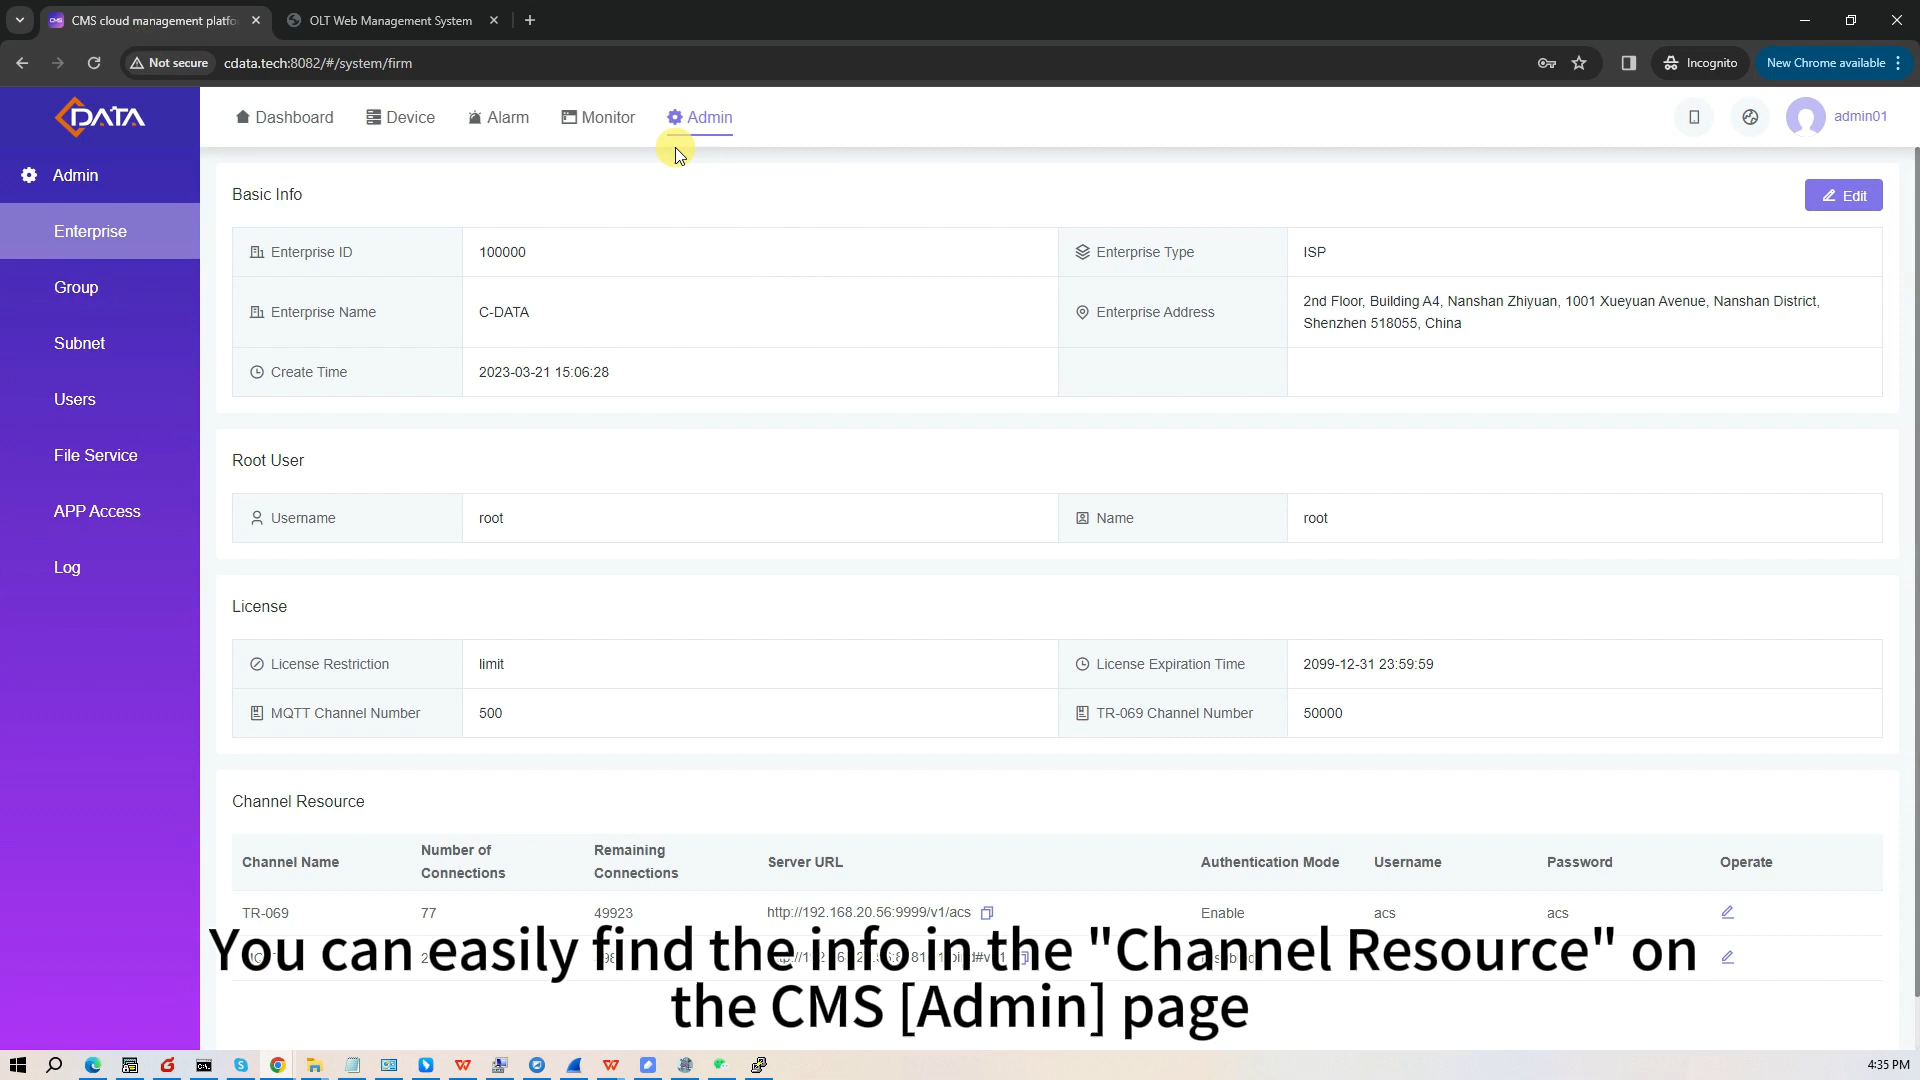 CMS cloud management platfo
OLT Web Management System
Not secure
cdata.tech:8082/#/system/firm
Incognito
New Chrome available
DATA
Dashboard
Device
Alarm
Monitor
Admin
admin01
Admin
Enterprise
Group
Subnet
Users
File Service
APP Access
Log
Basic Info
Edit
Enterprise ID
100000
Enterprise Type
ISP
Enterprise Name
C-DATA
Enterprise Address
2nd Floor, Building A4, Nanshan Zhiyuan, 1001 Xueyuan Avenue, Nanshan District,
Shenzhen 518055, China
Create Time
2023-03-21 15:06:28
Root User
Username
root
Name
root
License
License Restriction
limit
License Expiration Time
2099-12-31 23:59:59
MQTT Channel Number
500
TR-069 Channel Number
50000
Channel Resource
Channel Name
Number of
Connections
Remaining
Connections
Server URL
Authentication Mode
Username
Password
Operate
TR-069
77
49923
http://192.168.20.56:9999/v1/acs
Enable
acs
acs
You can easily find the info in the "Channel Resource" on
the CMS [Admin] page
4:35 PM